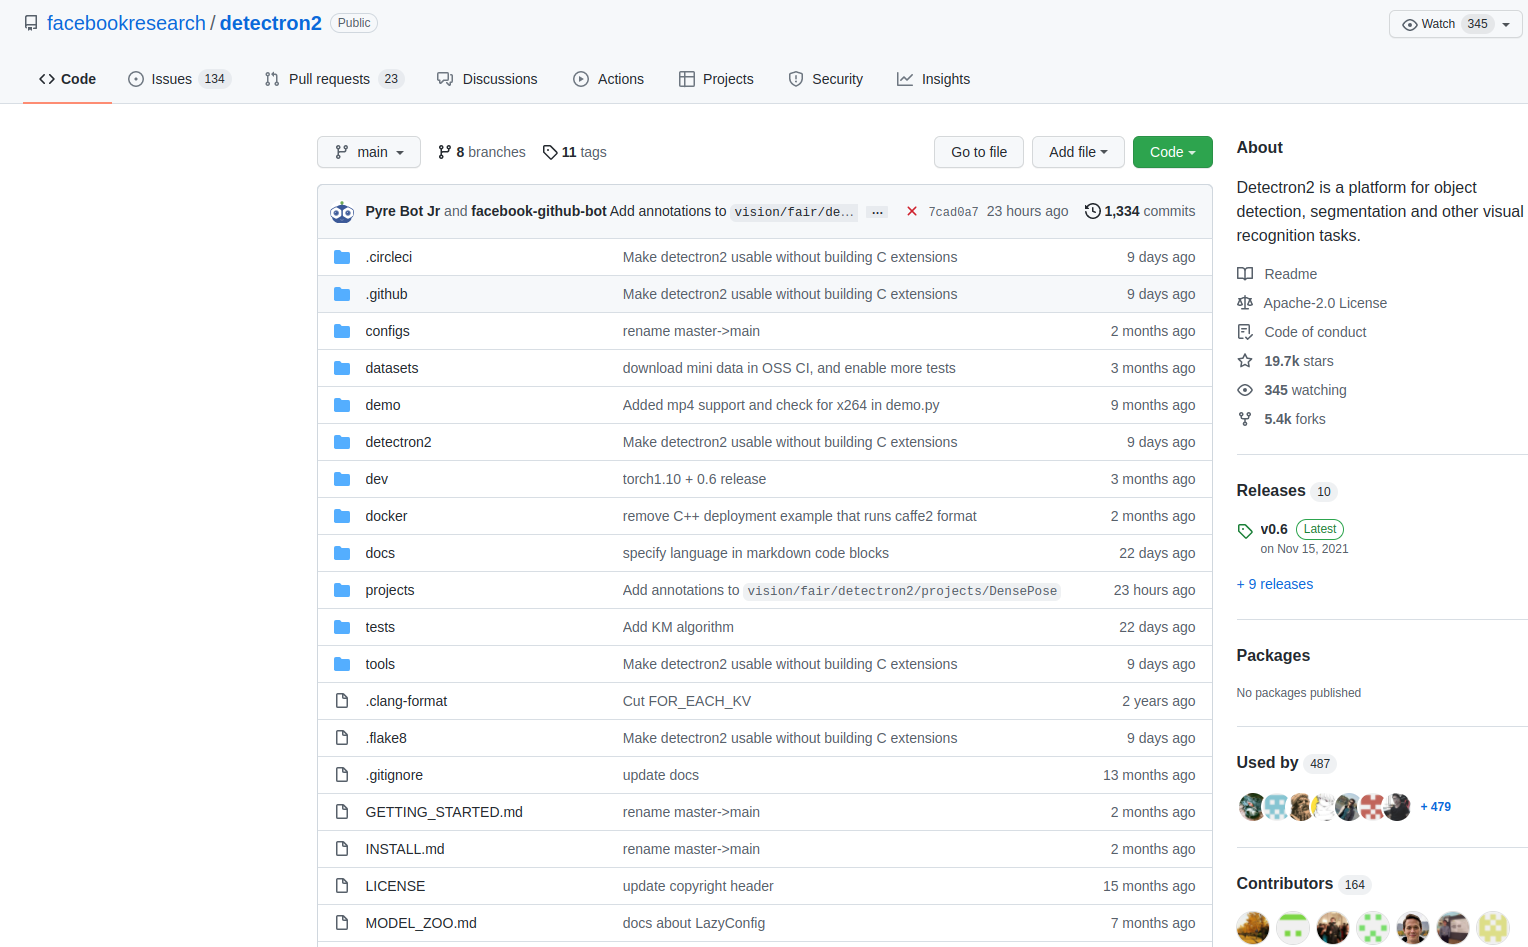 facebookresearch / detectron2 Public
Watch 345
Code
Issues 134
Pull requests 23
Discussions
Actions
Projects
Security
Insights
main
8 branches
11 tags
Go to file
Add file
Code
Pyre Bot Jr and facebook-github-bot Add annotations to vision/fair/de… … 7cad0a7 23 hours ago 1,334 commits
.circleci Make detectron2 usable without building C extensions 9 days ago
.github Make detectron2 usable without building C extensions 9 days ago
configs rename master->main 2 months ago
datasets download mini data in OSS CI, and enable more tests 3 months ago
demo Added mp4 support and check for x264 in demo.py 9 months ago
detectron2 Make detectron2 usable without building C extensions 9 days ago
dev torch1.10 + 0.6 release 3 months ago
docker remove C++ deployment example that runs caffe2 format 2 months ago
docs specify language in markdown code blocks 22 days ago
projects Add annotations to vision/fair/detectron2/projects/DensePose 23 hours ago
tests Add KM algorithm 22 days ago
tools Make detectron2 usable without building C extensions 9 days ago
.clang-format Cut FOR_EACH_KV 2 years ago
.flake8 Make detectron2 usable without building C extensions 9 days ago
.gitignore update docs 13 months ago
GETTING_STARTED.md rename master->main 2 months ago
INSTALL.md rename master->main 2 months ago
LICENSE update copyright header 15 months ago
MODEL_ZOO.md docs about LazyConfig 7 months ago
About
Detectron2 is a platform for object
detection, segmentation and other visual
recognition tasks.
Readme
Apache-2.0 License
Code of conduct
19.7k stars
345 watching
5.4k forks
Releases 10
v0.6 Latest
on Nov 15, 2021
+ 9 releases
Packages
No packages published
Used by 487
+ 479
Contributors 164